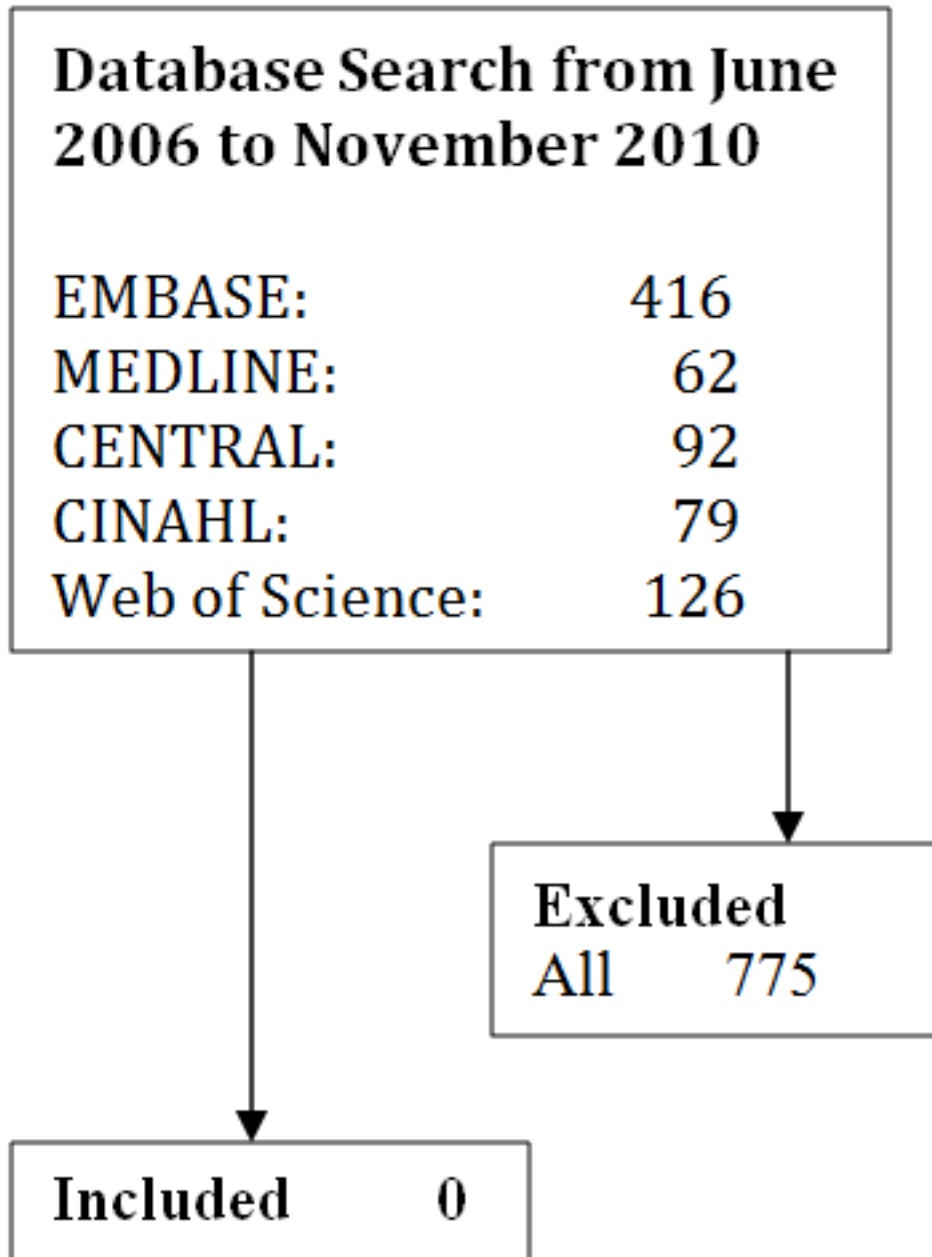 Database Search from June
2006 to November 2010
EMBASE: 416
MEDLINE: 62
CENTRAL: 92
CINAHL: 79
Web of Science: 126
Excluded
All 775
Included 0